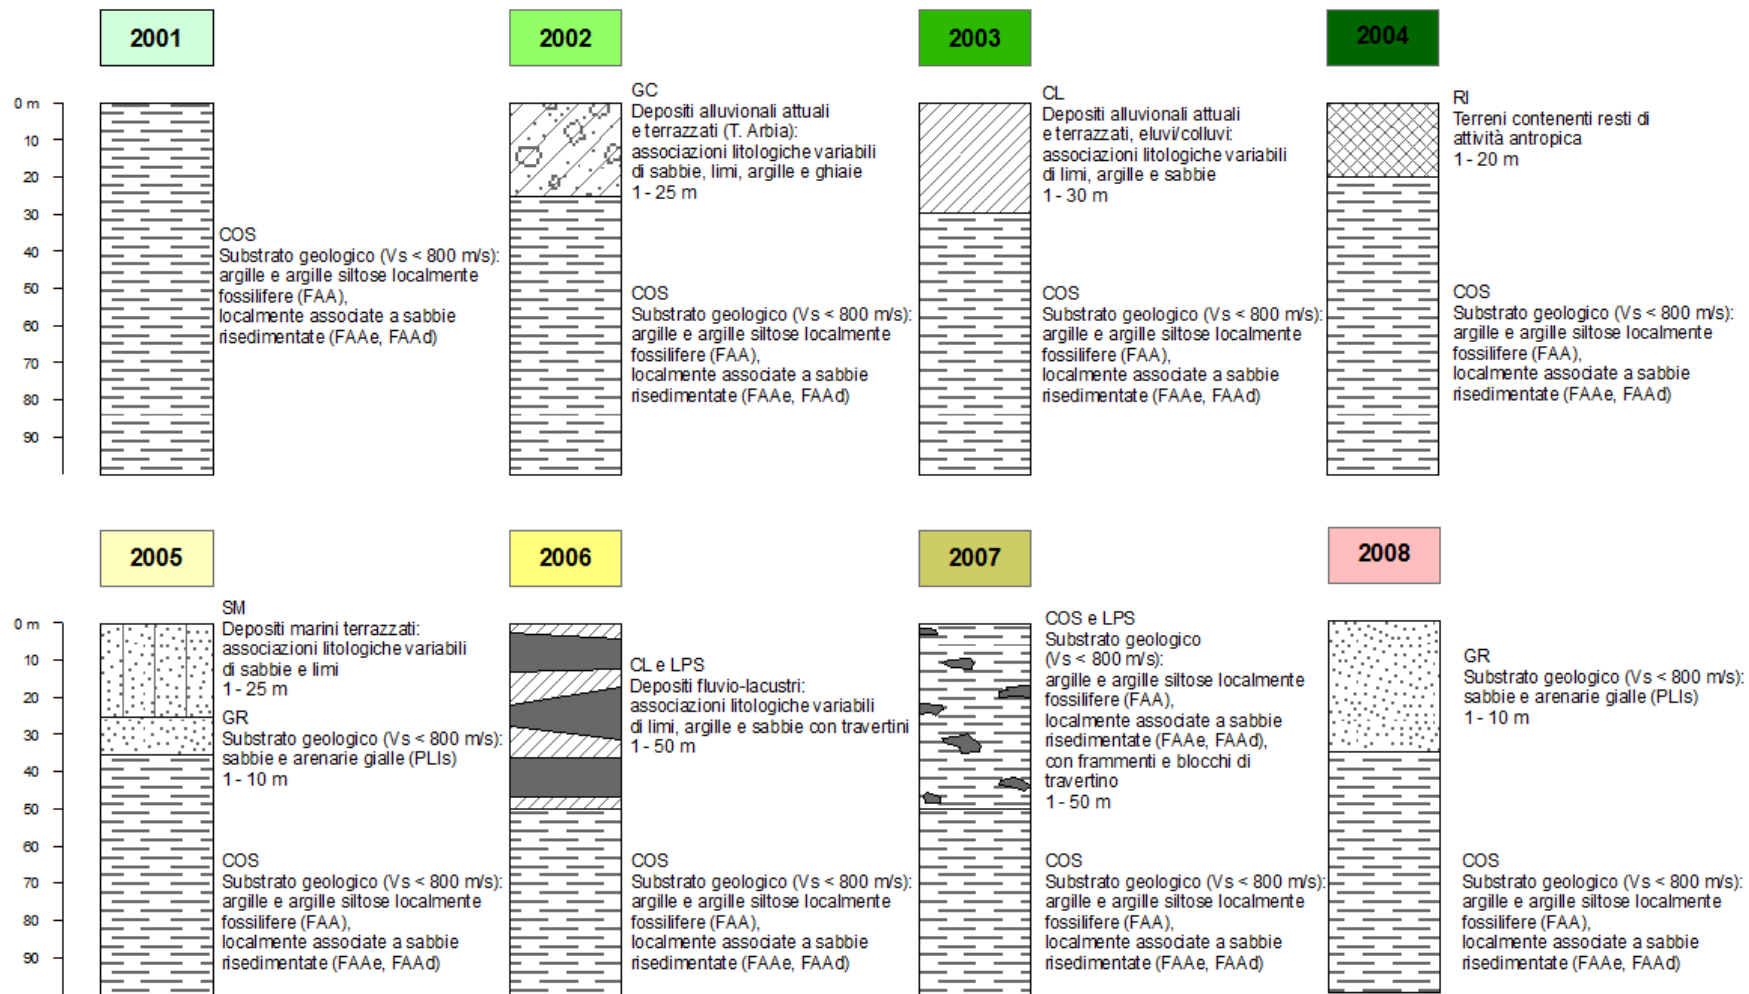 2001
2002
2003
2004
0 m
10
20
30
40
50
60
70
80
90
COS
Substrato geologico (Vs < 800 m/s):
argille e argille siltose localmente
fossilifere (FAA),
localmente associate a sabbie
risedimentate (FAAe, FAAd)
GC
Depositi alluvionali attuali
e terrazzati (T. Arbia):
associazioni litologiche variabili
di sabbie, limi, argille e ghiaie
1 - 25 m
COS
Substrato geologico (Vs < 800 m/s):
argille e argille siltose localmente
fossilifere (FAA),
localmente associate a sabbie
risedimentate (FAAe, FAAd)
CL
Depositi alluvionali attuali
e terrazzati, eluvi/colluvi:
associazioni litologiche variabili
di limi, argille e sabbie
1 - 30 m
COS
Substrato geologico (Vs < 800 m/s):
argille e argille siltose localmente
fossilifere (FAA),
localmente associate a sabbie
risedimentate (FAAe, FAAd)
RI
Terreni contenenti resti di
attività antropica
1 - 20 m
COS
Substrato geologico (Vs < 800 m/s):
argille e argille siltose localmente
fossilifere (FAA),
localmente associate a sabbie
risedimentate (FAAe, FAAd)
2005
2006
2007
2008
0 m
10
20
30
40
50
60
70
80
90
SM
Depositi marini terrazzati:
associazioni litologiche variabili
di sabbie e limi
1 - 25 m
GR
Substrato geologico (Vs < 800 m/s):
sabbie e arenarie gialle (PLIs)
1 - 10 m
COS
Substrato geologico (Vs < 800 m/s):
argille e argille siltose localmente
fossilifere (FAA),
localmente associate a sabbie
risedimentate (FAAe, FAAd)
CL e LPS
Depositi fluvio-lacustri:
associazioni litologiche variabili
di limi, argille e sabbie con travertini
1 - 50 m
COS
Substrato geologico (Vs < 800 m/s):
argille e argille siltose localmente
fossilifere (FAA),
localmente associate a sabbie
risedimentate (FAAe, FAAd)
COS e LPS
Substrato geologico
(Vs < 800 m/s):
argille e argille siltose localmente
fossilifere (FAA),
localmente associate a sabbie
risedimentate (FAAe, FAAd),
con frammenti e blocchi di
travertino
1 - 50 m
COS
Substrato geologico (Vs < 800 m/s):
argille e argille siltose localmente
fossilifere (FAA),
localmente associate a sabbie
risedimentate (FAAe, FAAd)
GR
Substrato geologico (Vs < 800 m/s):
sabbie e arenarie gialle (PLIs)
1 - 10 m
COS
Substrato geologico (Vs < 800 m/s):
argille e argille siltose localmente
fossilifere (FAA),
localmente associate a sabbie
risedimentate (FAAe, FAAd)